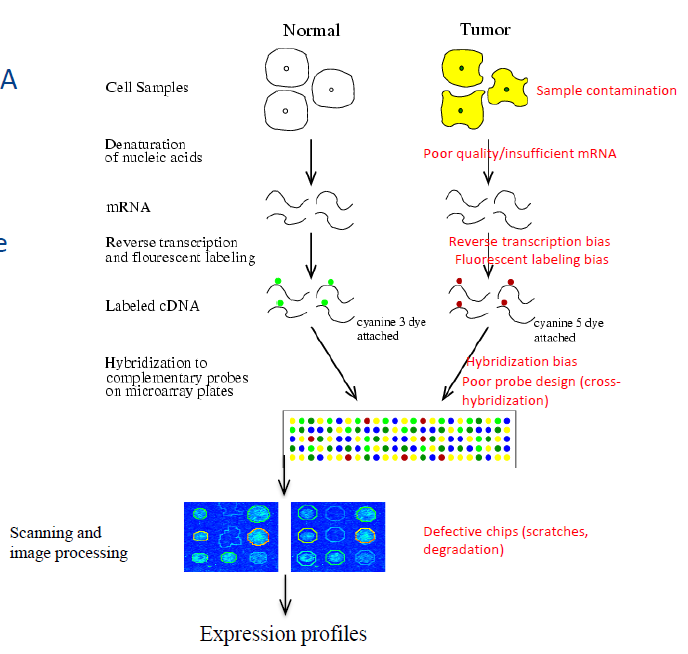 Normal
Tumor
A
Cell Samples
Sample contamination
Denaturation
of nucleic acids
Poor quality/insufficient mRNA
mRNA
e
Reverse transcription
and flourescent labeling
Reverse transcription bias
Fluorescent labeling bias
Labeled cDNA
cyanine 3 dye
attached
cyanine 5 dye
attached
Hybridization to
complementary probes
on microarray plates
Hybridization bias
Poor probe design (cross-
hybridization)
Scanning and
image processing
Defective chips (scratches,
degradation)
Expression profiles